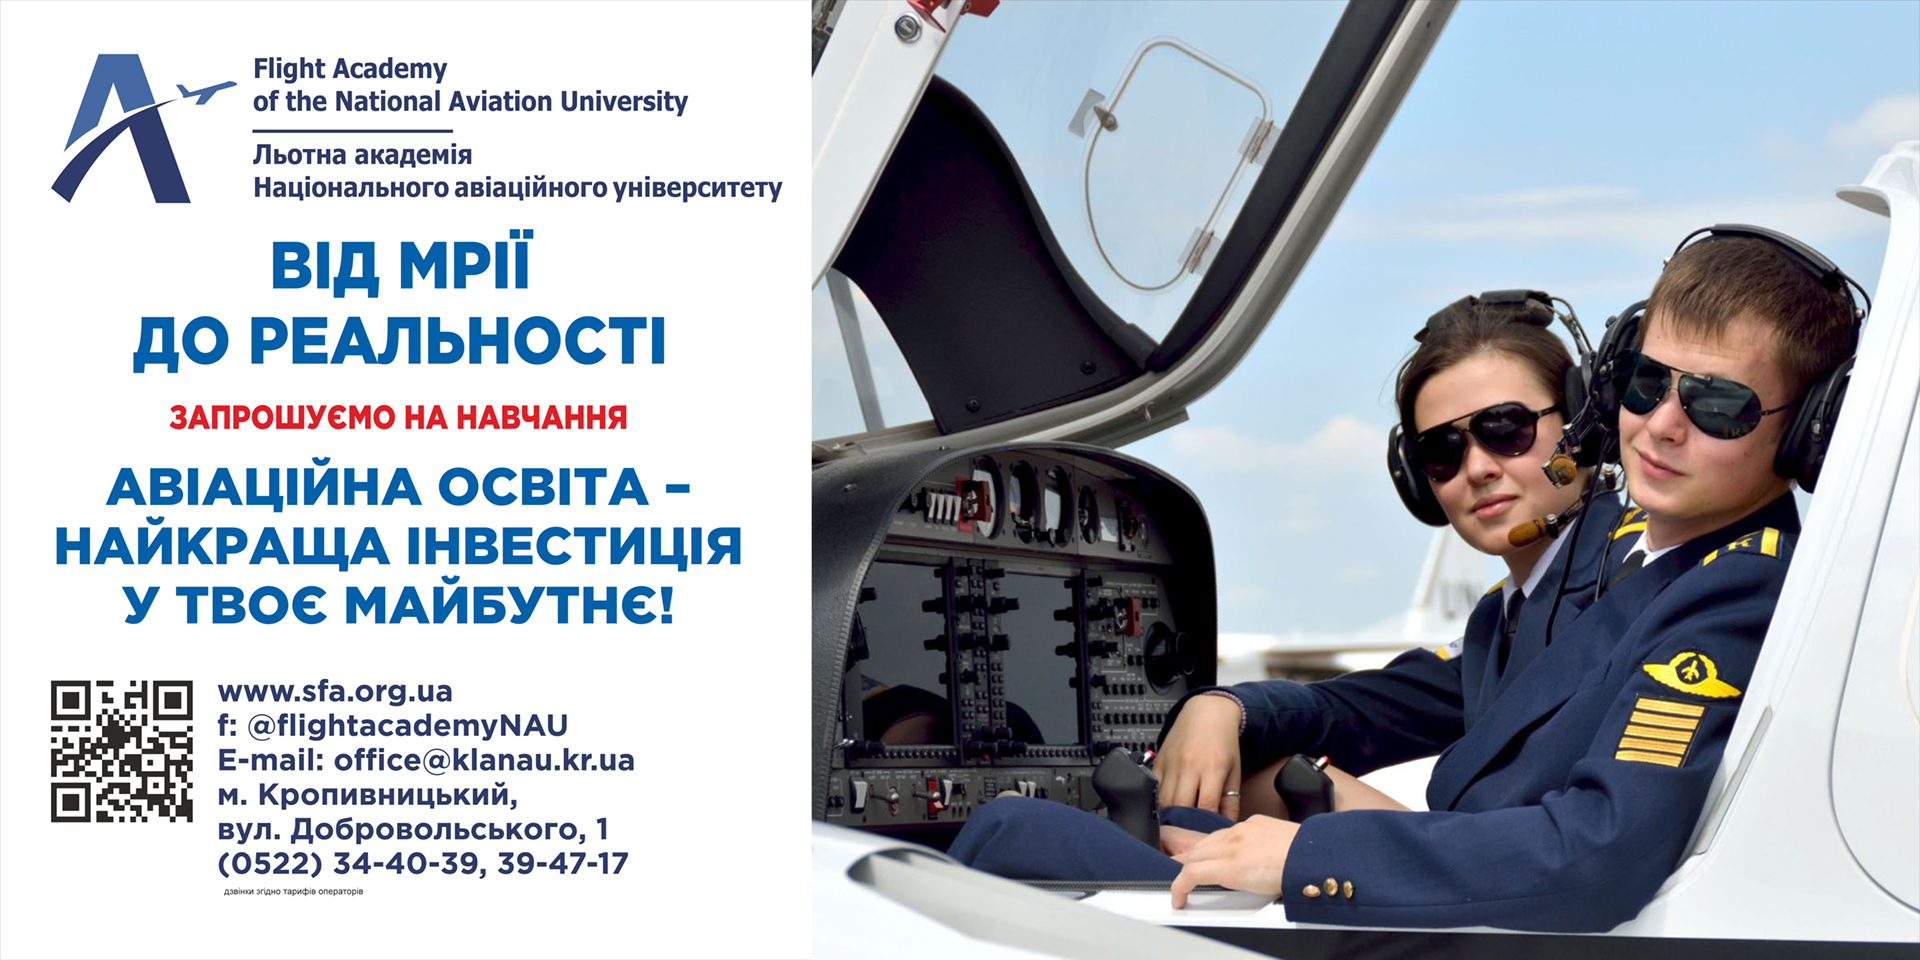 Flight Academy
of the National Aviation University
Льотна академія
Національного авіаційного університету
ВІД МРІЇ
ДО РЕАЛЬНОСТІ
ЗАПРОШУЄМО НА НАВЧАННЯ
АВІАЦІЙНА ОСВІТА –
НАЙКРАЩА ІНВЕСТИЦІЯ
У ТВОЄ МАЙБУТНЄ!
www.sfa.org.ua
f: @flightacademyNAU
E-mail: office@klanau.kr.ua
м. Кропивницький,
вул. Добровольського, 1
(0522) 34-40-39, 39-47-17
дзвінки згідно тарифів операторів